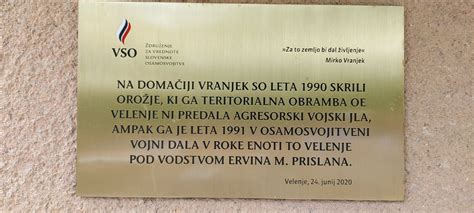 VSO
ZDRUŽENJE
ZA VREDNOTE
SLOVENSKE
OSAMOSVOJITVE
»Za to zemljo bi dal življenje«
Mirko Vranjek
NA DOMAČIJI VRANJEK SO LETA 1990 SKRILI
OROŽJE, KI GA TERITORIALNA OBRAMBA OE
VELENJE NI PREDALA AGRESORSKI VOJSKI JLA,
AMPAK GA JE LETA 1991 V OSAMOSVOJITVENI
VOJNI DALA V ROKE ENOTI TO VELENJE
POD VODSTVOM ERVINA M. PRISLANA.
Velenje, 24. junij 2020